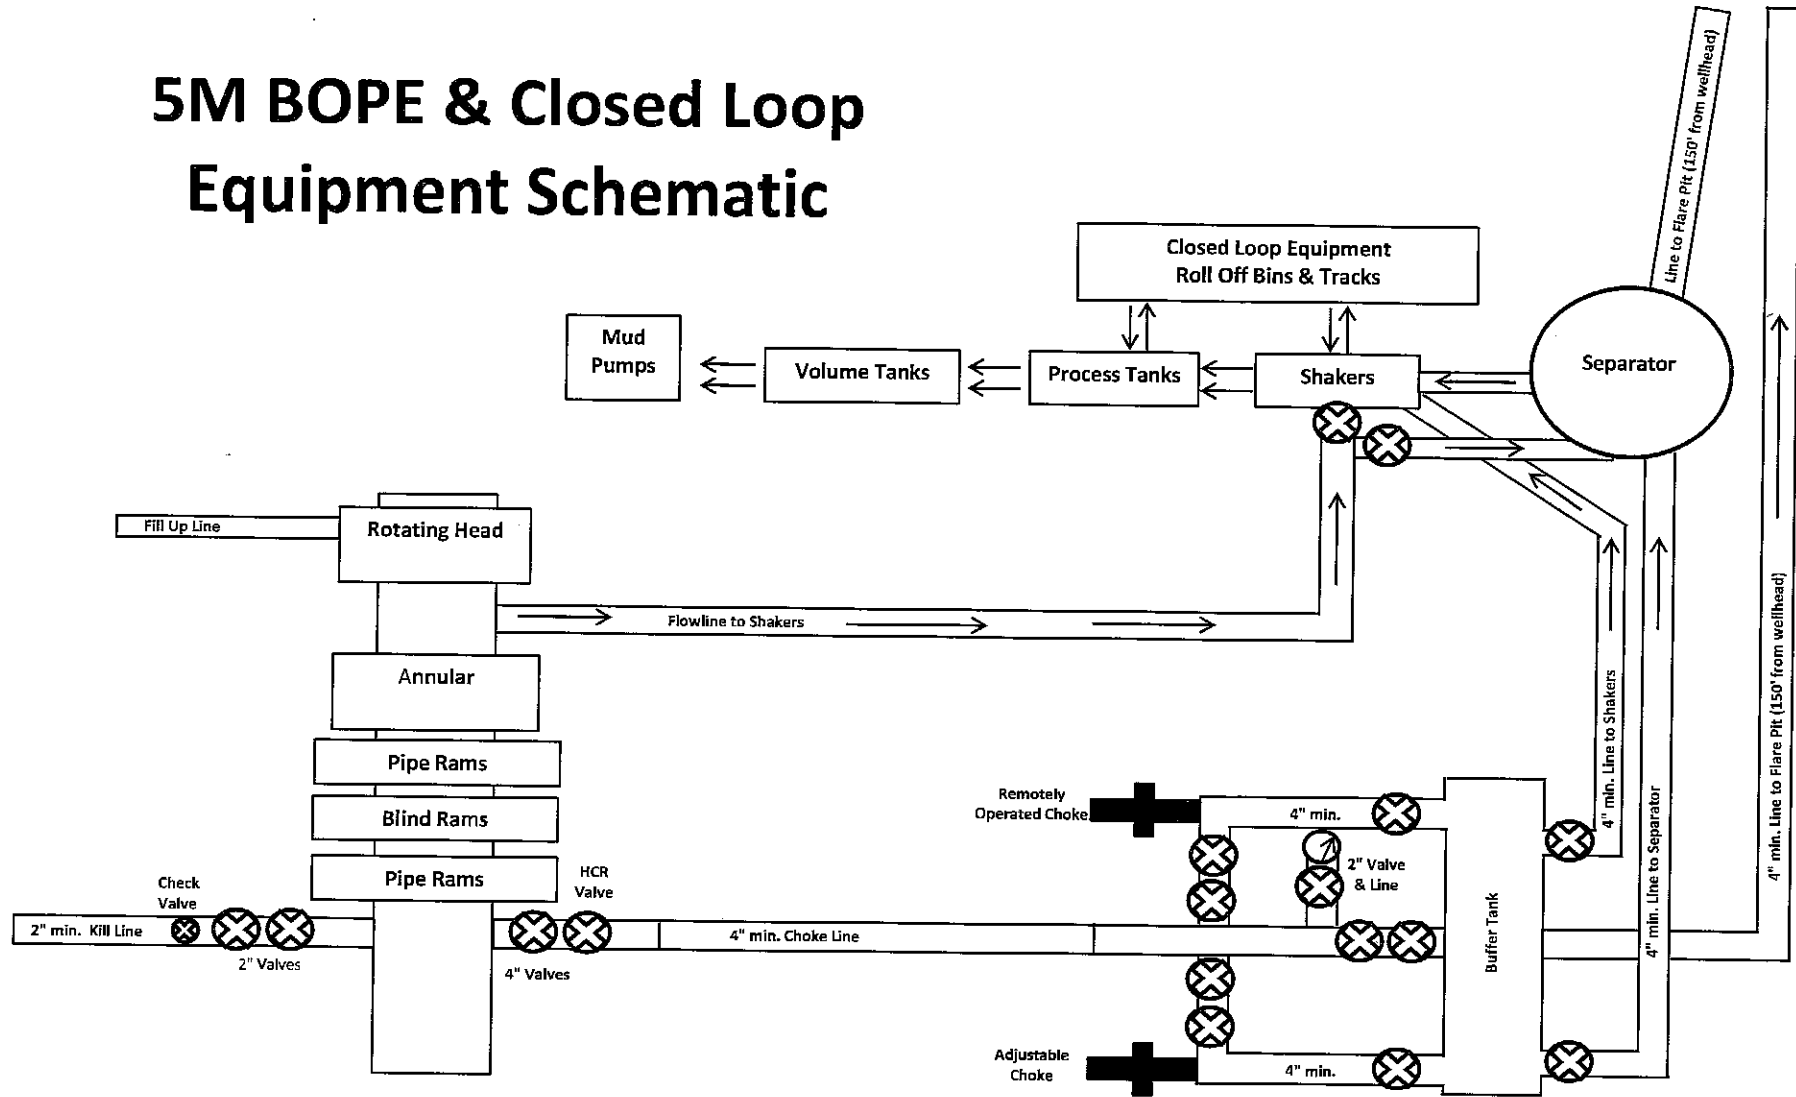 5M BOPE & Closed Loop
Equipment Schematic
Line to Flare Pit (150' from wellhead)
Closed Loop Equipment
Roll Off Bins & Tracks
Mud
Pumps
Volume Tanks
Process Tanks
Shakers
Separator
Fill Up Line
Rotating Head
Flowline to Shakers
Annular
Pipe Rams
Blind Rams
Pipe Rams
Check
Valve
HCR
Valve
2" min. Kill Line
2" Valves
4" Valves
4" min. Choke Line
Remotely
Operated Choke
4" min.
2" Valve
& Line
Adjustable
Choke
4" min.
Buffer Tank
4" min. Line to Shakers
4" min. Line to Separator
4" min. Line to Flare Pit (150' from wellhead)